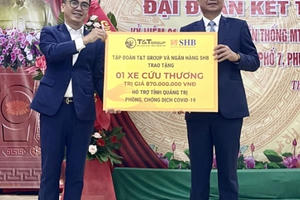 ĐẠI ĐOÀN KẾT T
T&T GROUP SHB
TẬP ĐOÀN T&T GROUP VÀ NGÂN HÀNG SHB
TRAO TẶNG
01 XE CỨU THƯƠNG
TRỊ GIÁ 870.000.000 VNĐ
HỖ TRỢ TỈNH QUẢNG TRỊ
PHÒNG, CHỐNG DỊCH COVID-19